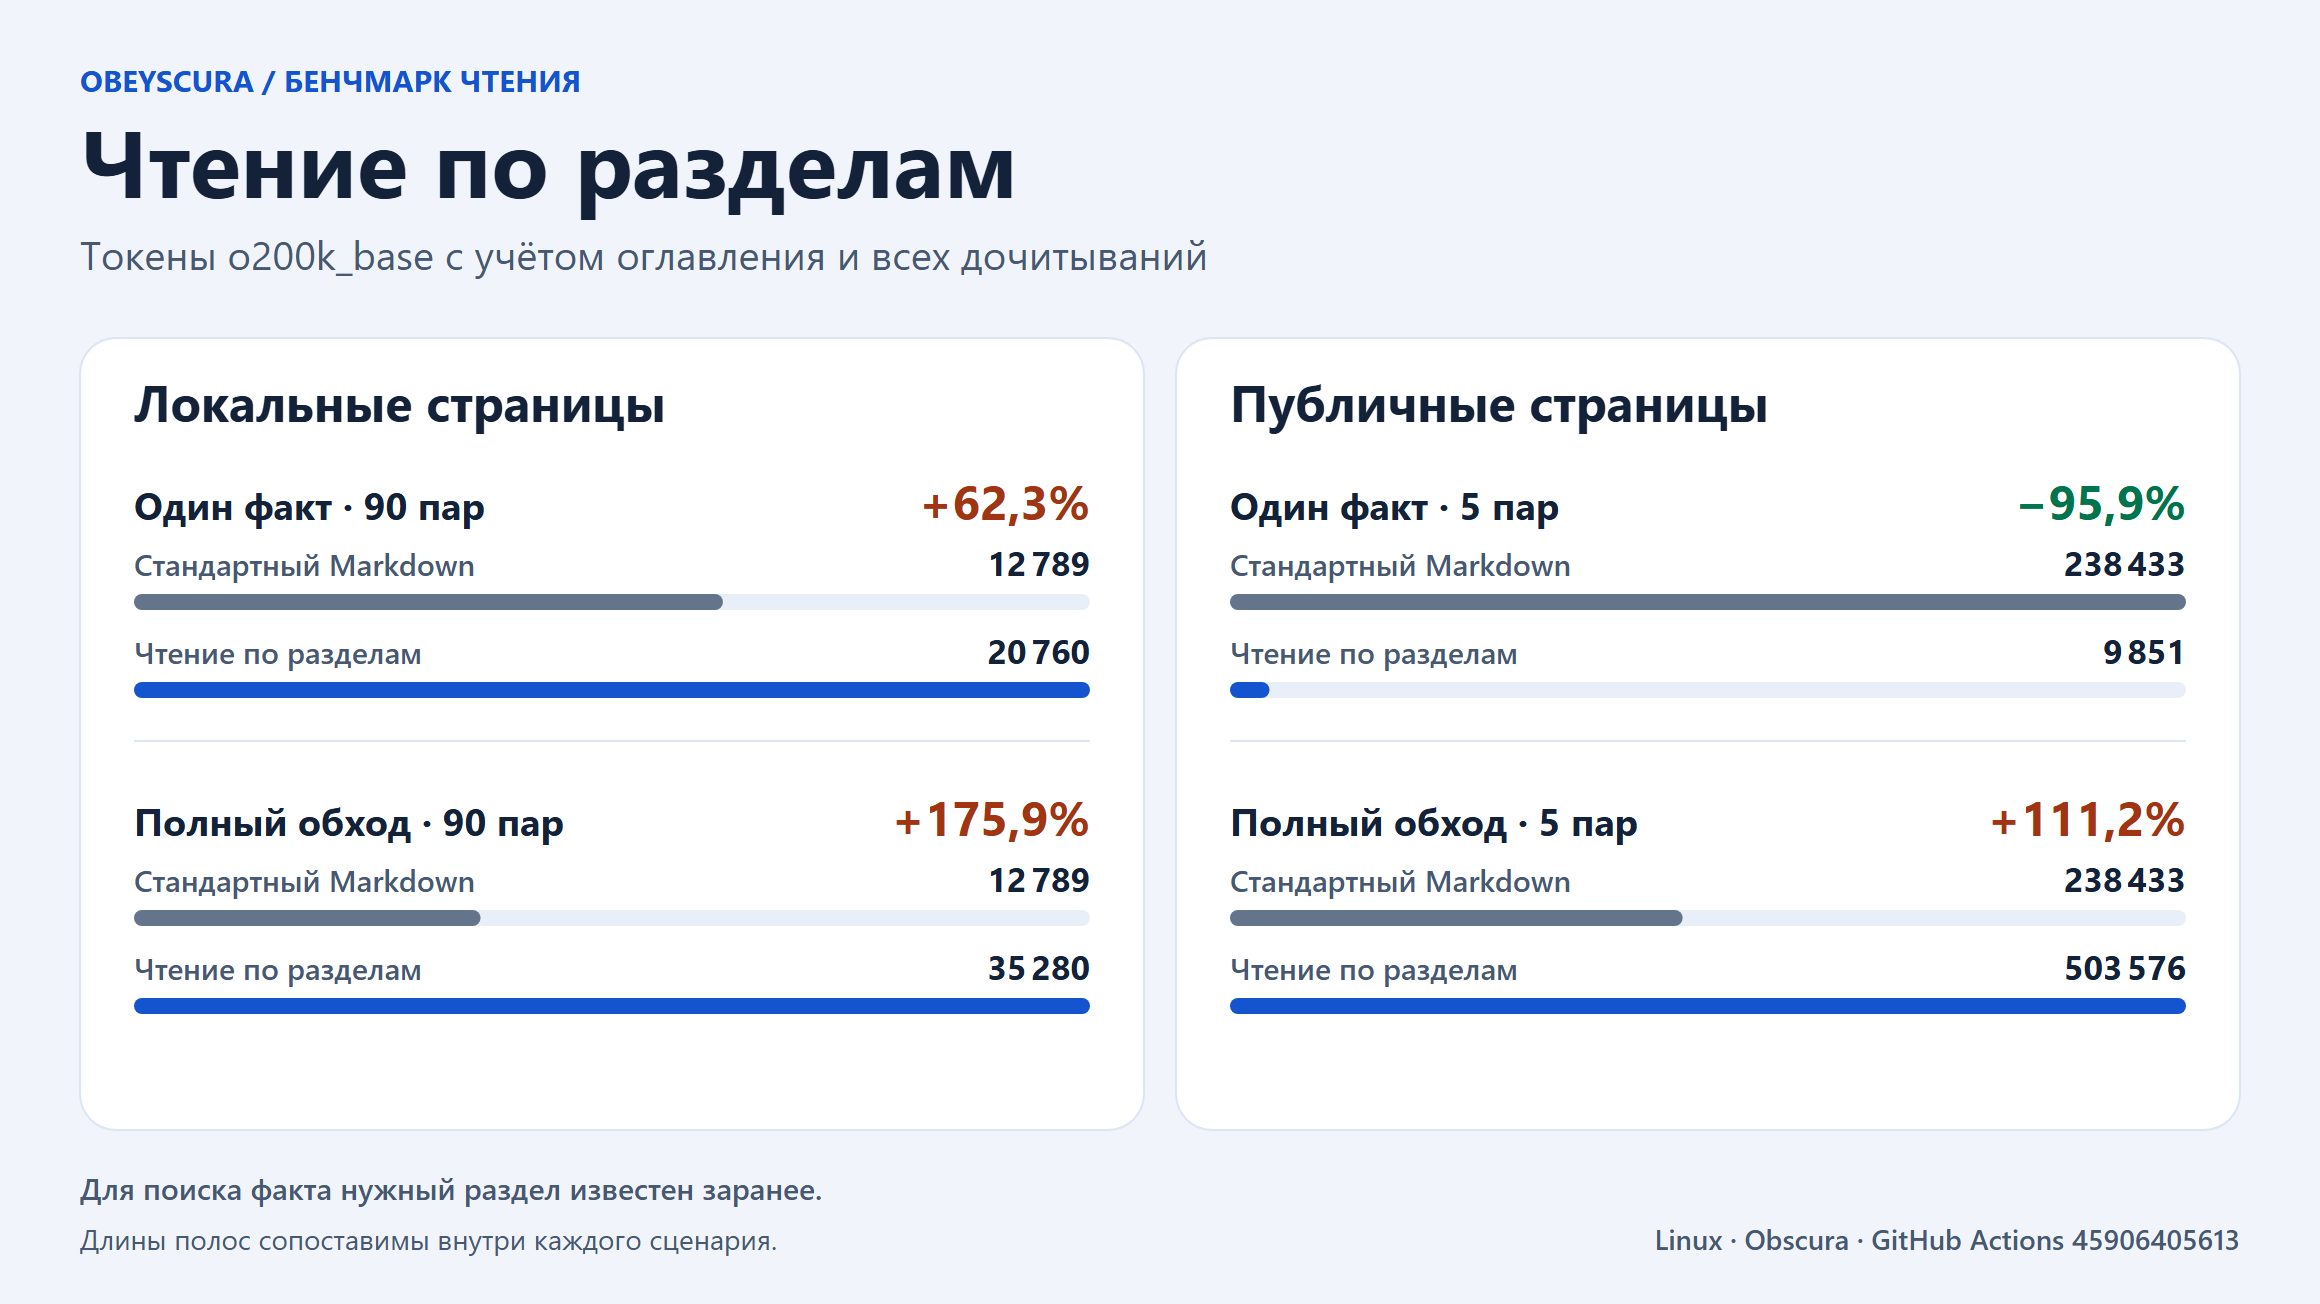 OBEYSCURA / БЕНЧМАРК ЧТЕНИЯ
Чтение по разделам
Токены o200k_base с учётом оглавления и всех дочитываний
Локальные страницы
Один факт · 90 пар
+62,3%
Стандартный Markdown
12 789
Чтение по разделам
20 760
Полный обход · 90 пар
+175,9%
Стандартный Markdown
12 789
Чтение по разделам
35 280
Публичные страницы
Один факт · 5 пар
−95,9%
Стандартный Markdown
238 433
Чтение по разделам
9 851
Полный обход · 5 пар
+111,2%
Стандартный Markdown
238 433
Чтение по разделам
503 576
Для поиска факта нужный раздел известен заранее.
Длины полос сопоставимы внутри каждого сценария.
Linux · Obscura · GitHub Actions 45906405613